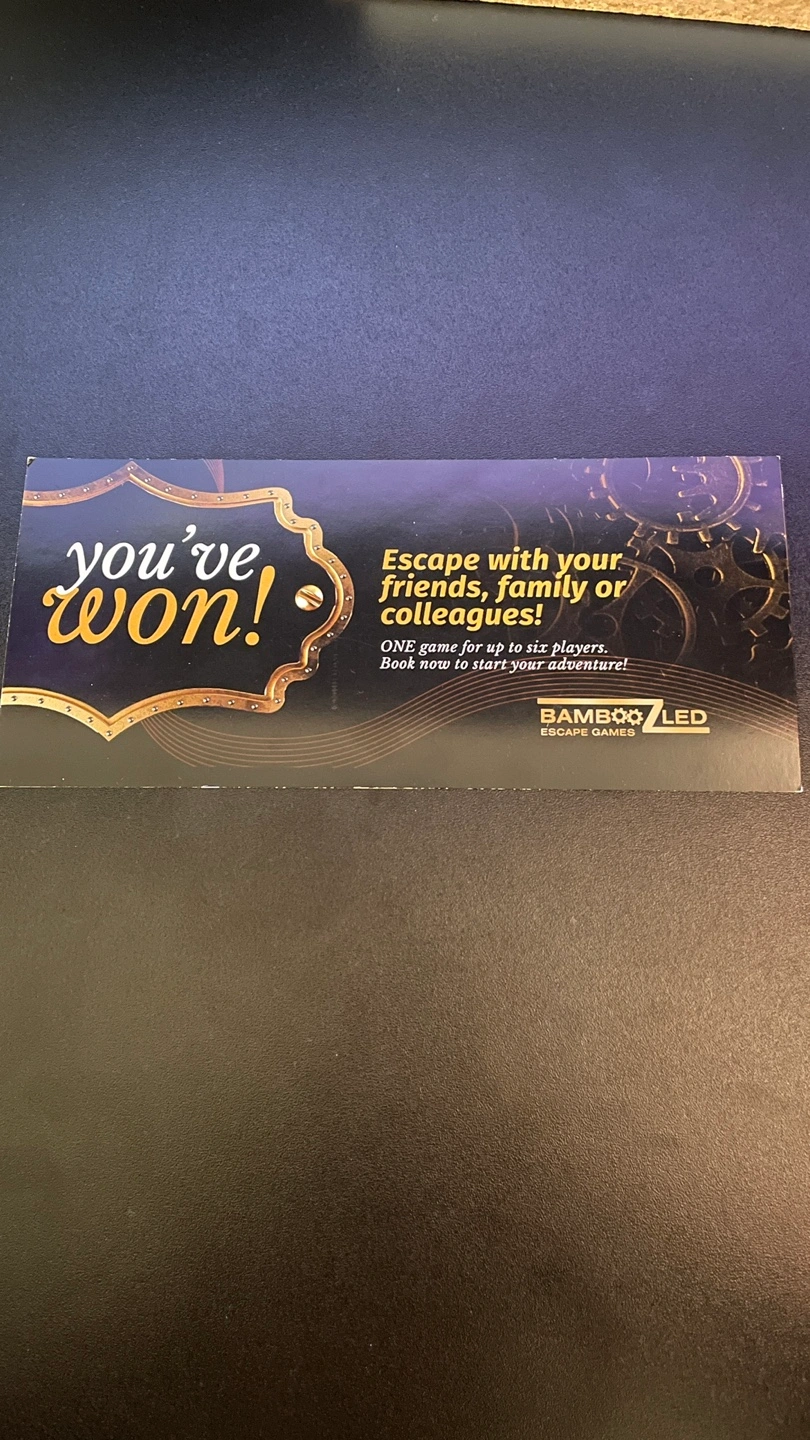 you've
won!
Escape with your
friends, family or
colleagues!
ONE game for up to six players.
Book now to start your adventure!
BAMBOOZLED
ESCAPE GAMES